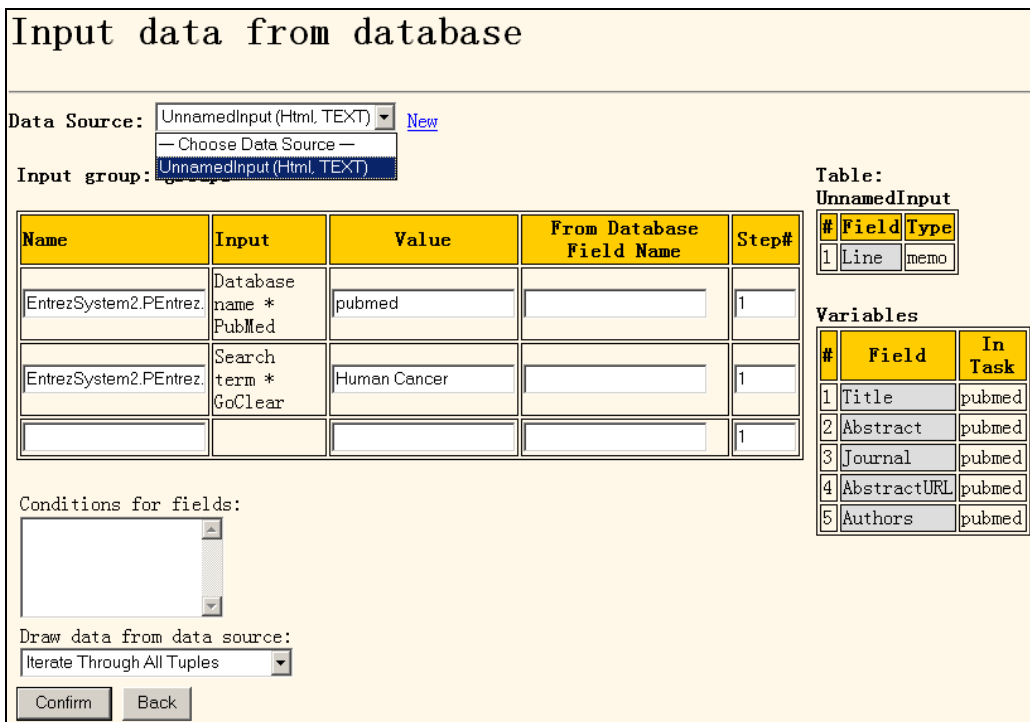 Input data from database
Data Source: UnnamedInput (Html, TEXT) New
— Choose Data Source —
UnnamedInput (Html, TEXT)
Input group:
Name Input Value From Database Field Name Step#
EntrezSystem2.PEntrez. Database name * PubMed pubmed 1
EntrezSystem2.PEntrez. Search term * GoClear Human Cancer 1
1
Conditions for fields:
Draw data from data source:
Iterate Through All Tuples
Confirm Back
Table:
UnnamedInput
# Field Type
1 Line memo
Variables
# Field In Task
1 Title pubmed
2 Abstract pubmed
3 Journal pubmed
4 AbstractURL pubmed
5 Authors pubmed